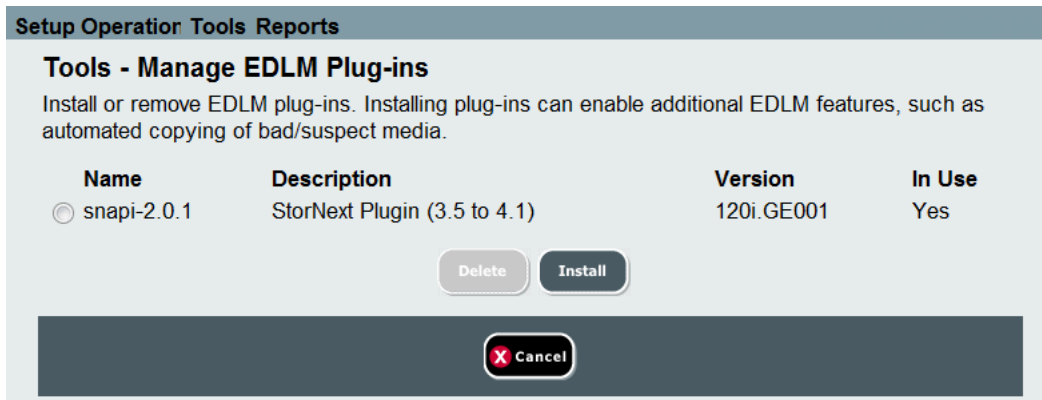 Setup Operation Tools Reports
Tools - Manage EDLM Plug-ins
Install or remove EDLM plug-ins. Installing plug-ins can enable additional EDLM features, such as
automated copying of bad/suspect media.
Name Description Version In Use
snapi-2.0.1 StorNext Plugin (3.5 to 4.1) 120i.GE001 Yes
Delete Install
X Cancel